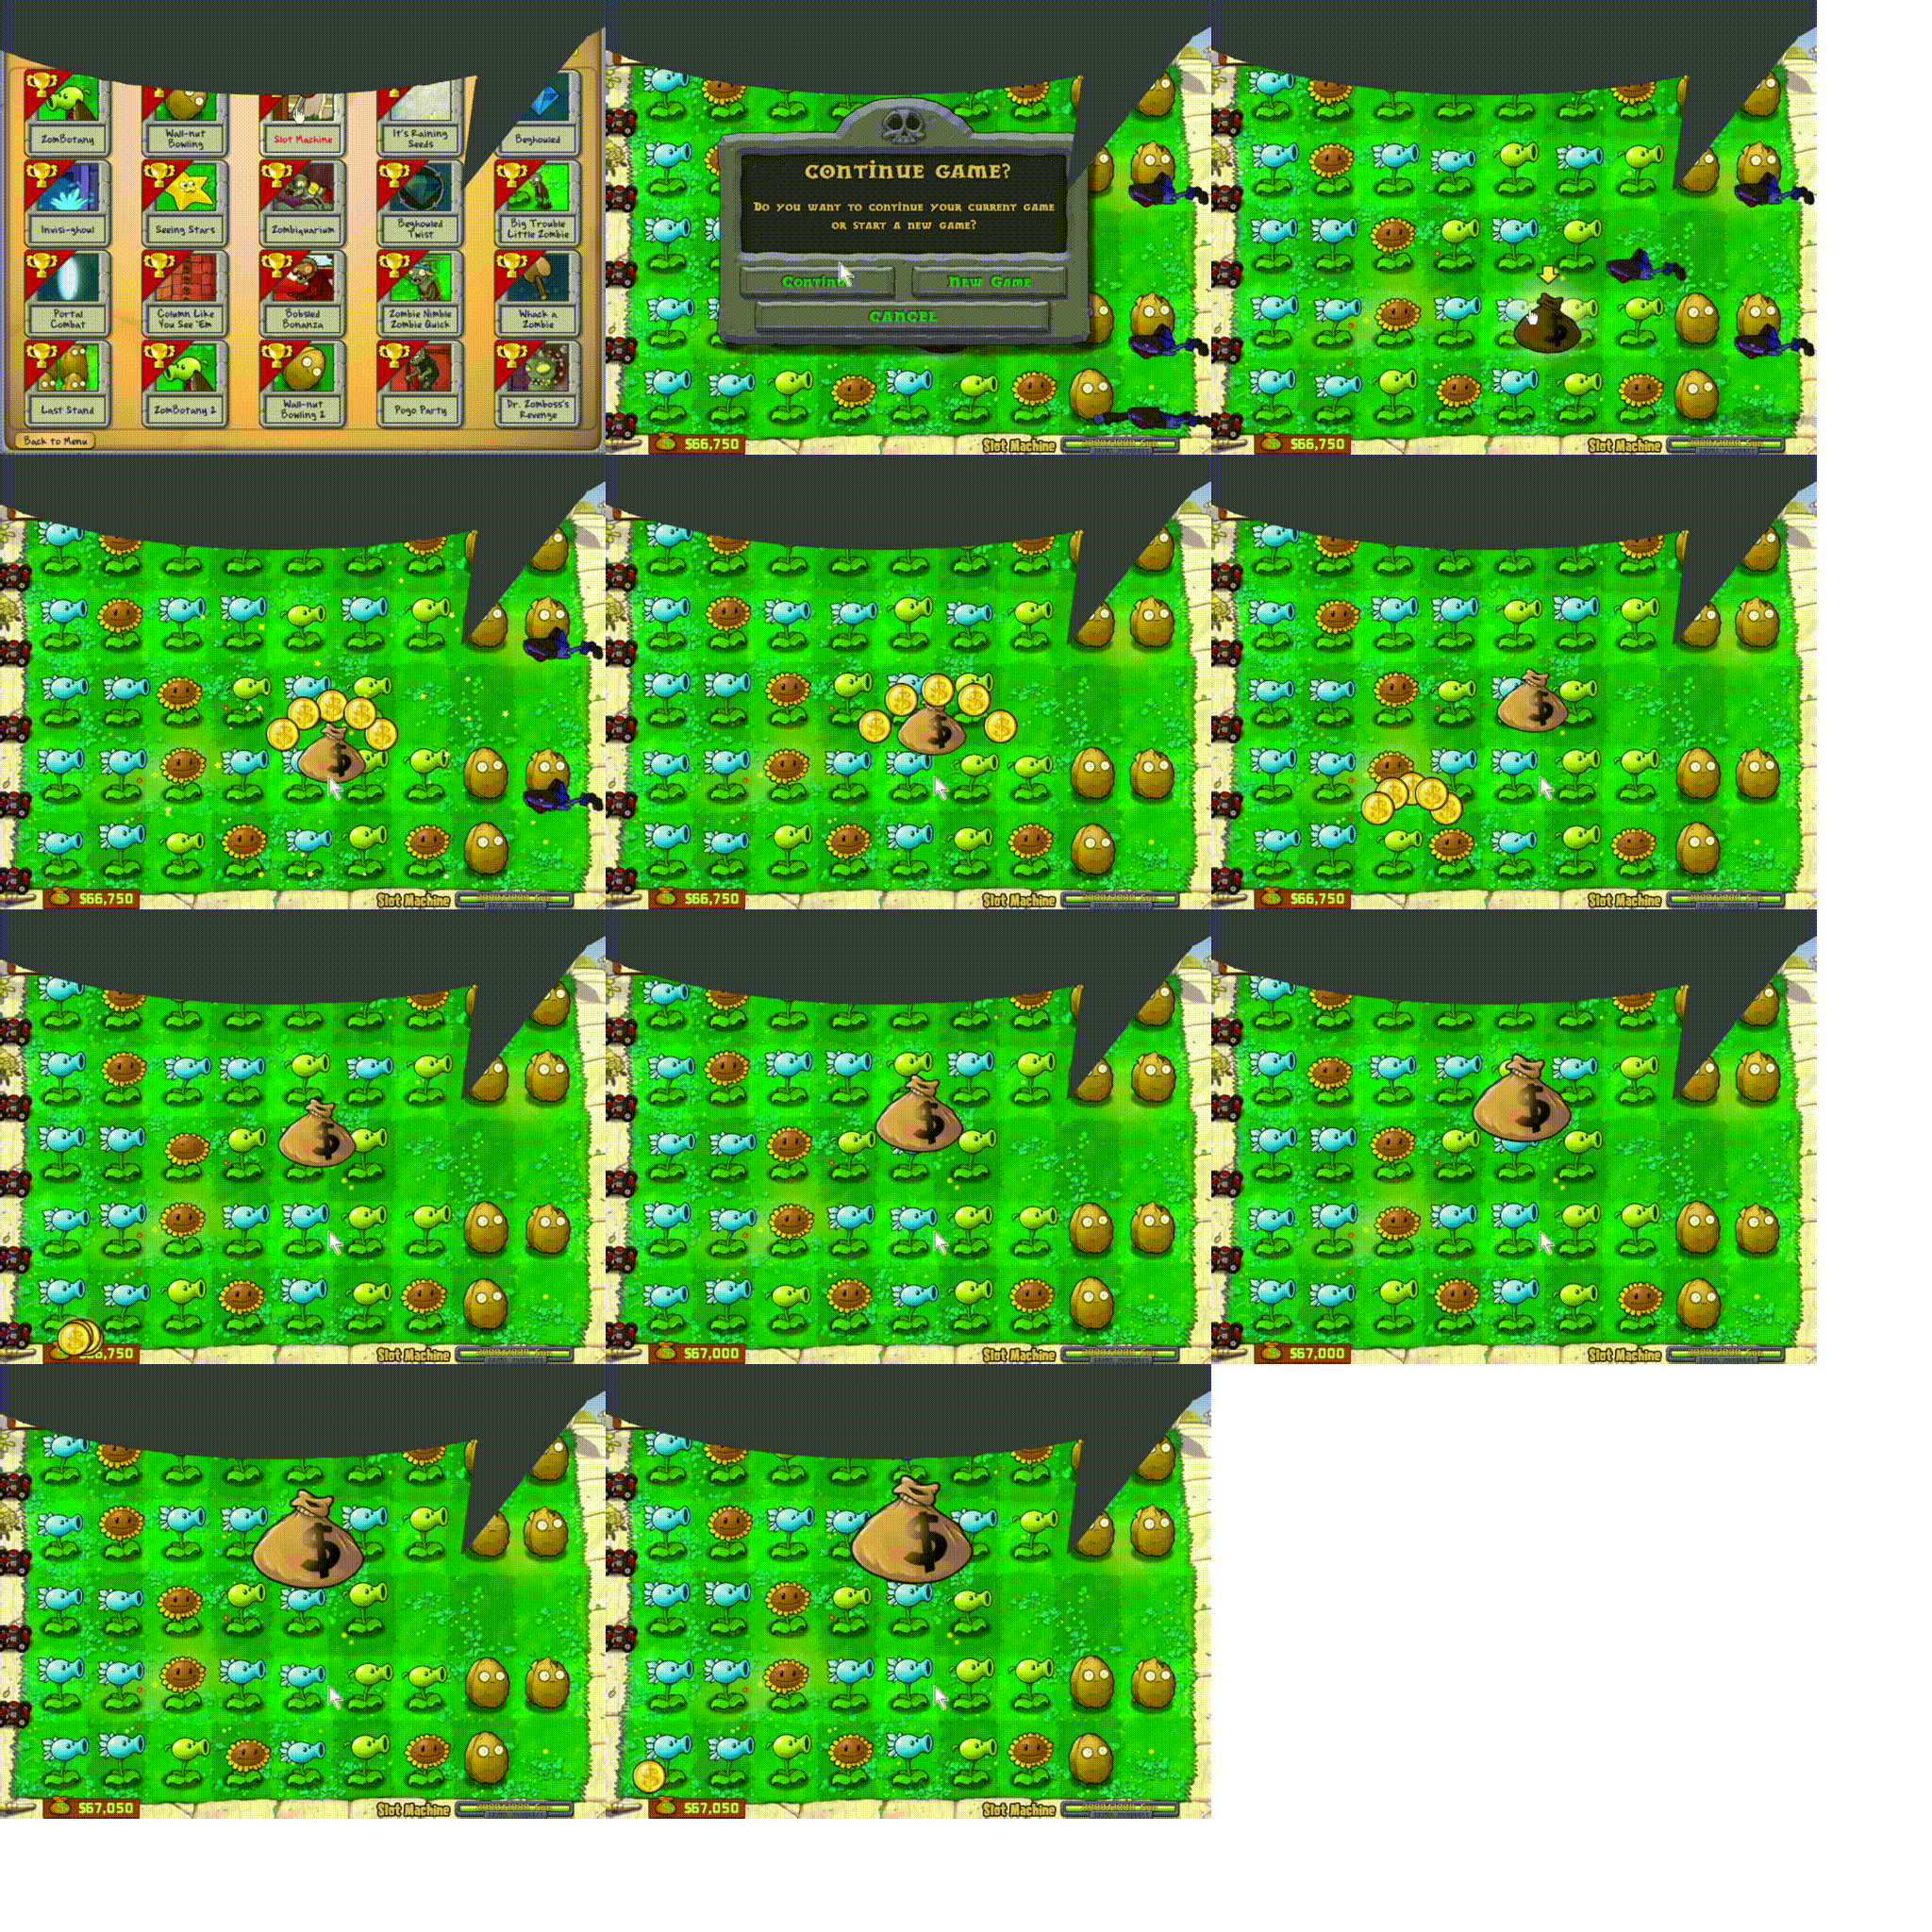 ZomBotany
Wall-nut
Bowling
Slot Machine
It's Raining
Seeds
Beghouled
Invisi-ghoul
Seeing Stars
Zombiquarium
Beghouled
Twist
Big Trouble
Little Zombie
Portal
Combat
Column Like
You See 'Em
Bobsled
Bonanza
Zombie Nimble
Zombie Quick
Whack a
Zombie
Last Stand
ZomBotany 2
Wall-nut
Bowling 2
Pogo Party
Dr. Zomboss's
Revenge
Back to Menu
CONTINUE GAME?
DO YOU WANT TO CONTINUE YOUR CURRENT GAME
OR START A NEW GAME?
NEW GAME
CANCEL
$66,750
Slot Machine
$66,750
Slot Machine
$66,750
Slot Machine
$66,750
Slot Machine
$66,750
Slot Machine
Slot Machine
$67,000
Slot Machine
$67,000
Slot Machine
$67,050
Slot Machine
$67,050
Slot Machine